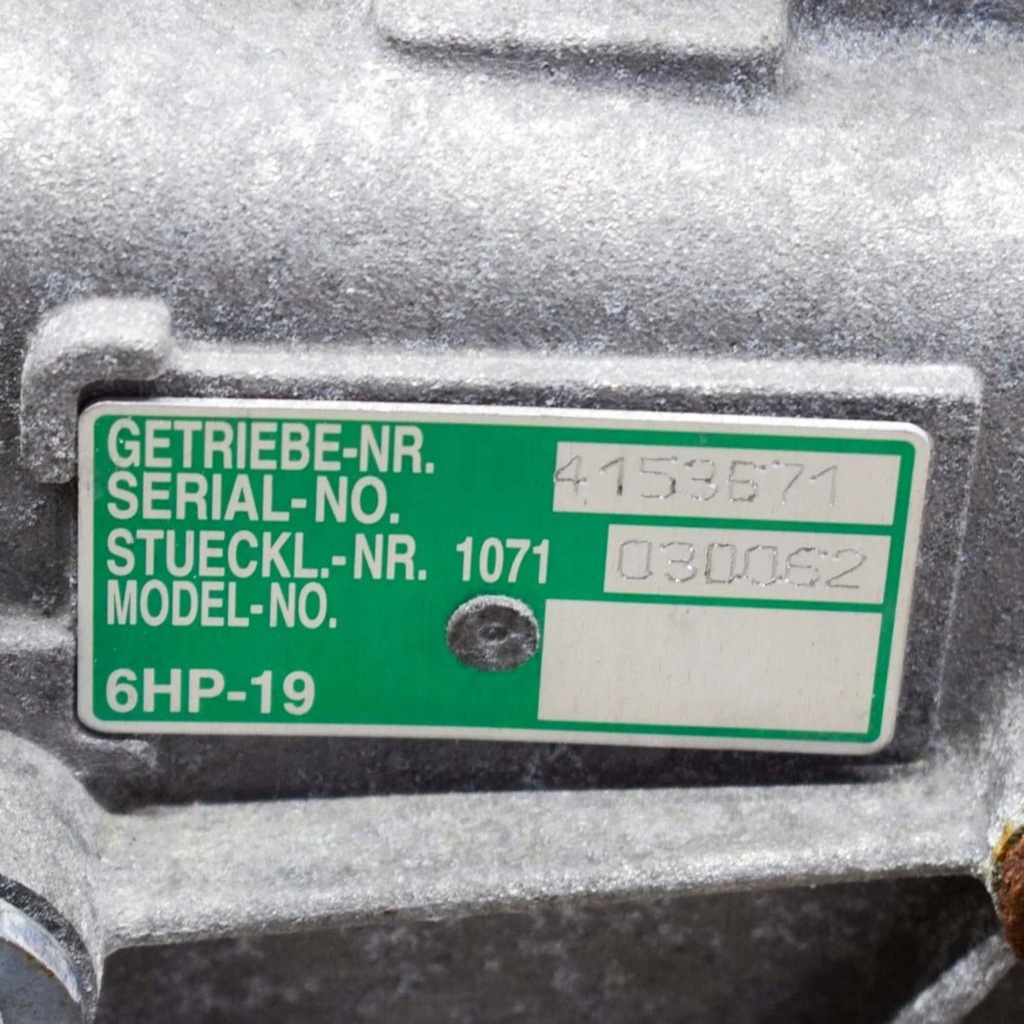 GETRIEBE-NR.
SERIAL-NO. 4153671
STUECKL.-NR. 1071 030062
MODEL-NO.
6HP-19